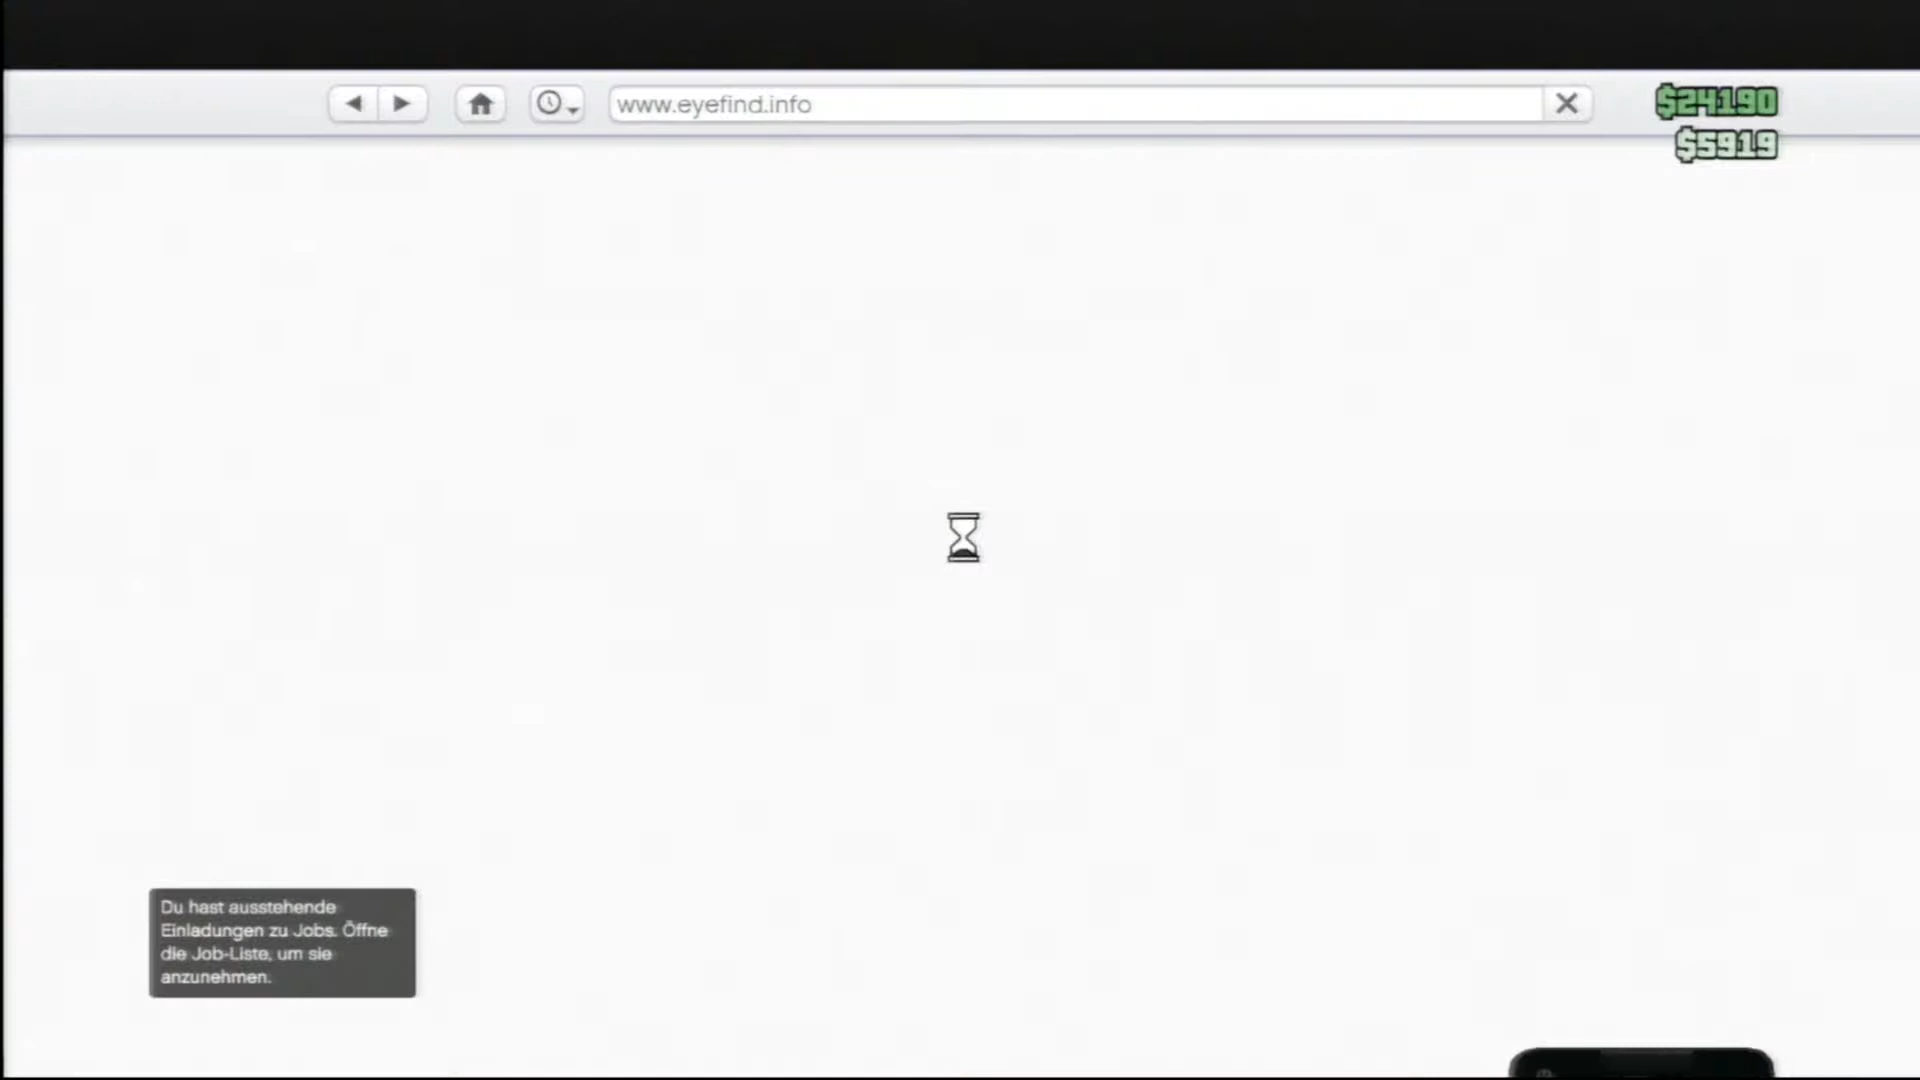 www.eyefind.info
$24190
$5919
Du hast ausstehende
Einladungen zu Jobs. Öffne
die Job-Liste, um sie
anzunehmen.